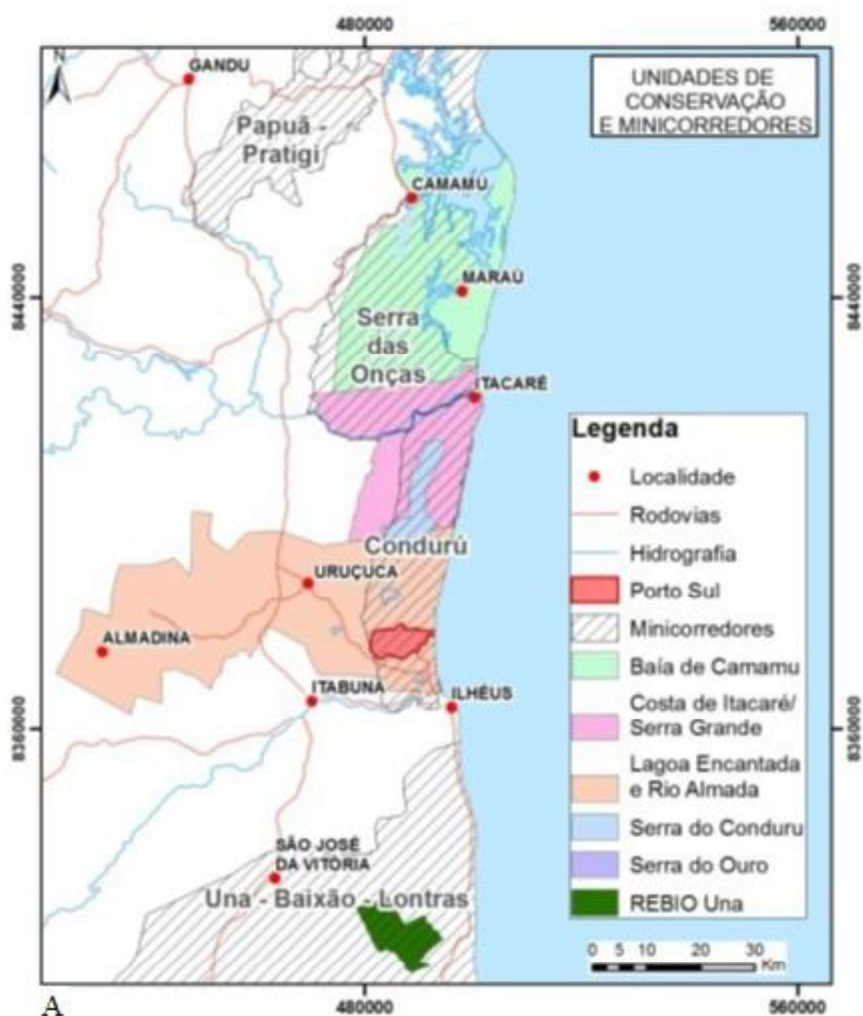 480000
560000
N
UNIDADES DE
CONSERVAÇÃO
E MINICORREDORES
GANDU
Papuã -
Pratigi
CAMAMÚ
MARAÚ
8440000
8440000
Serra
das
Onças
ITACARÉ
Condurú
URUÇUCA
ALMADINA
ITABUNA
ILHÉUS
8360000
8360000
SÃO JOSÉ
DA VITÓRIA
Una - Baixão - Lontras
Legenda
Localidade
Rodovias
Hidrografia
Porto Sul
Minicorredores
Baía de Camamu
Costa de Itacaré/
Serra Grande
Lagoa Encantada
e Rio Almada
Serra do Conduru
Serra do Ouro
REBIO Una
0 5 10 20 30
Km
A
480000
560000